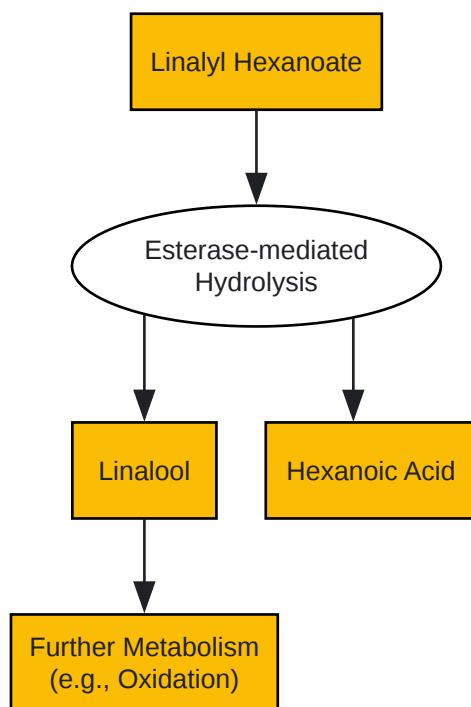 Linalyl Hexanoate
Esterase-mediated
Hydrolysis
Linalool
Hexanoic Acid
Further Metabolism
(e.g., Oxidation)